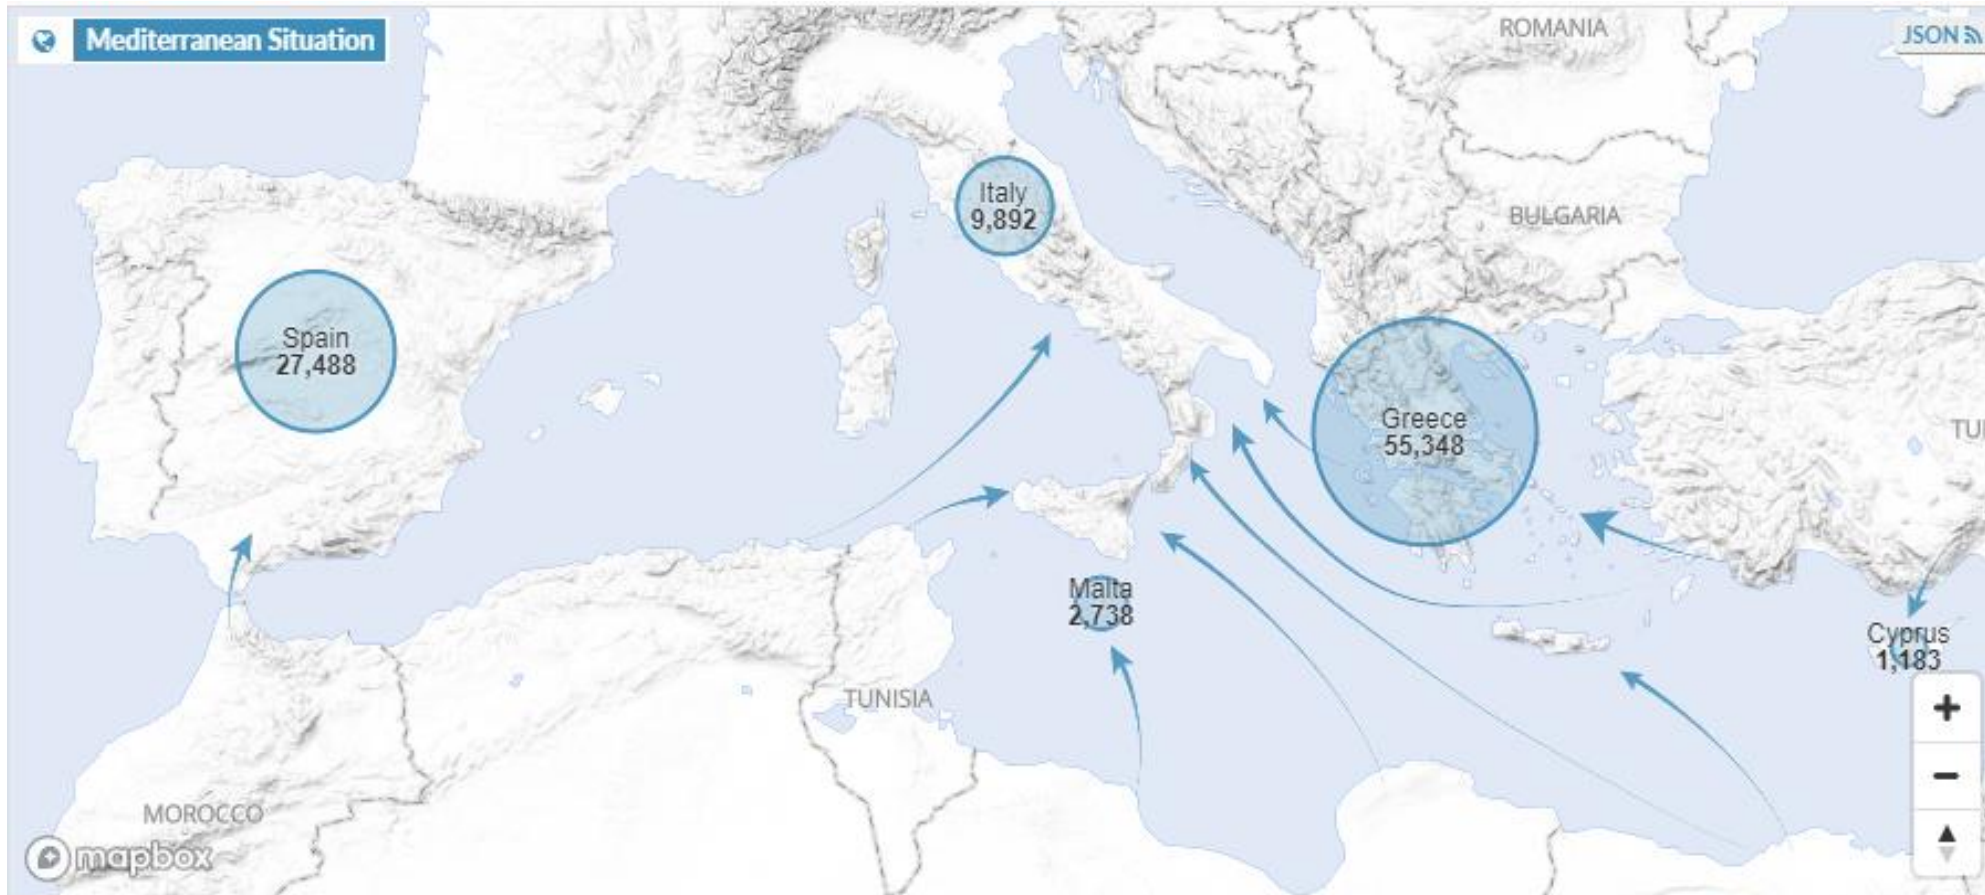 Mediterranean Situation
ROMANIA
JSON
Italy
9,892
BULGARIA
Spain
27,488
Greece
55,348
TU
Malta
2,738
Cyprus
1,183
TUNISIA
MOROCCO
mapbox